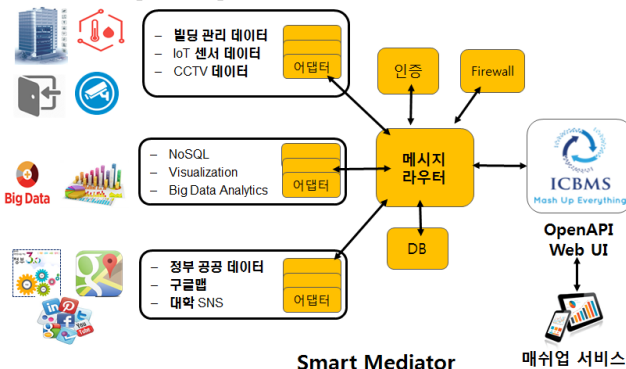 – 빌딩 관리 데이터
– IoT 센서 데이터
– CCTV 데이터
어댑터
인증
Firewall
– NoSQL
– Visualization
– Big Data Analytics
어댑터
메시지
라우터
ICBMS
Mash Up Everything
Big Data
OpenAPI
Web UI
DB
– 정부 공공 데이터
– 구글맵
– 대학 SNS
어댑터
in
P
f
You
Tube
Smart Mediator
매쉬업 서비스